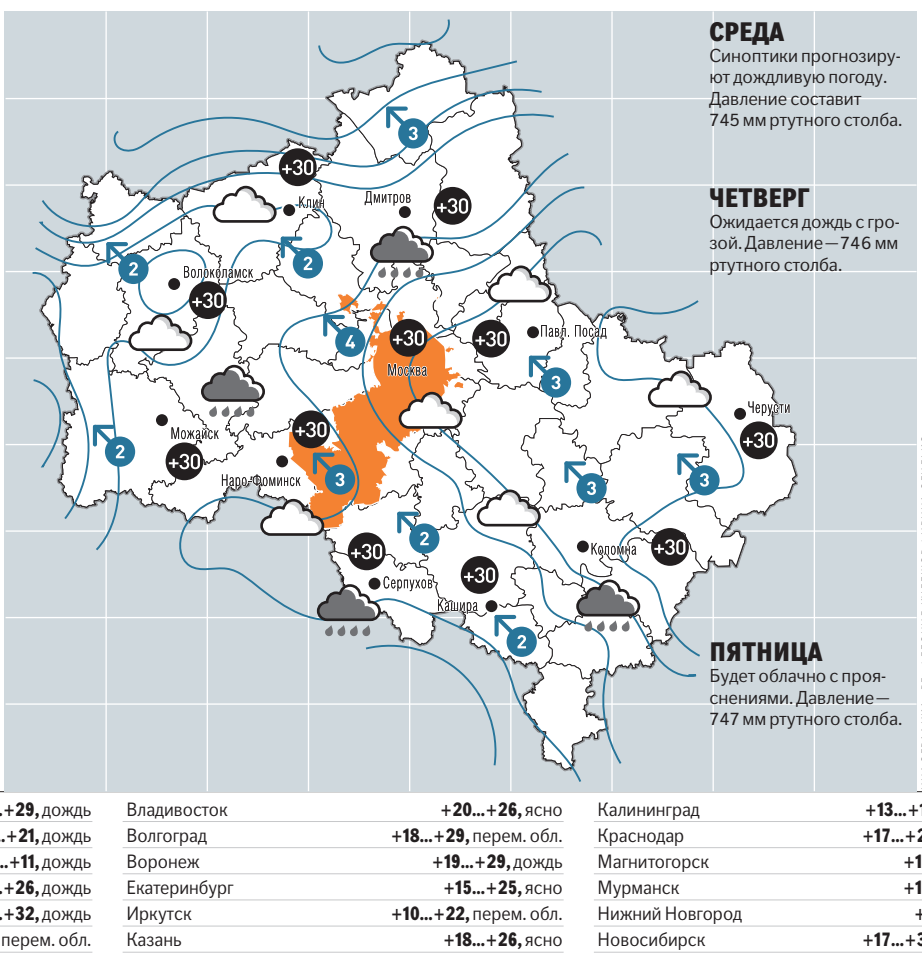 СРЕДА
Синоптики прогнозиру-
ют дождливую погоду.
Давление составит
745 мм ртутного столба.
ЧЕТВЕРГ
Ожидается дождь с гро-
зой. Давление — 746 мм
ртутного столба.
ПЯТНИЦА
Будет облачно с проя-
снениями. Давление —
747 мм ртутного столба.
3
+30
Клин
Дмитров
+30
2
Волоколамск
+30
2
4
+30
Москва
+30
Павл. Посад
3
Черусти
+30
Можайск
+30
2
+30
Наро-Фоминск
3
3
3
2
+30
Серпухов
+30
Кашира
2
Коломна
+30
+29, дождь
+21, дождь
+11, дождь
+26, дождь
+32, дождь
перем. обл.
Владивосток +20...+26, ясно
Волгоград +18...+29, перем. обл.
Воронеж +19...+29, дождь
Екатеринбург +15...+25, ясно
Иркутск +10...+22, перем. обл.
Казань +18...+26, ясно
Калининград +13...
Краснодар +17...
Магнитогорск
Мурманск
Нижний Новгород
Новосибирск +17...